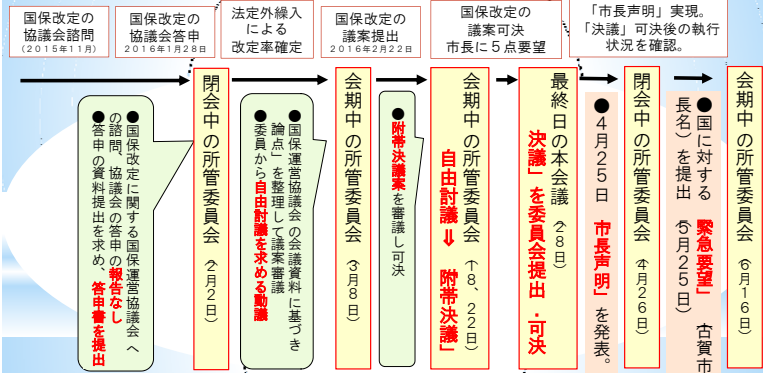 国保改定の
協議会諮問
(2015年11月)
国保改定の
協議会答申
2016年1月28日
法定外繰入
による
改定率確定
国保改定の
議案提出
2016年2月22日
国保改定の
議案可決
市長に5点要望
「市長声明」実現。
「決議」可決後の執行
状況を確認。
●国保改定に関する国保運営協議会へ
の諮問、協議会の答申の報告なし
●答申の資料提出を求め、答申書を提出
閉会中の所管委員会(2月2日)
●国保運営協議会の会議資料に基づき
論点」を整理して議案審議
●委員から自由討議を求める動議
会期中の所管委員会(3月8日)
●附帯決議案を審議し可決
会期中の所管委員会(18、22日)
自由討議⇒附帯決議」
最終日の本会議(28日)
決議」を委員会提出・可決
●4月25日 市長声明」を発表。
閉会中の所管委員会(4月26日)
●国に対する 緊急要望」(古賀市
長名)を提出(5月25日)
会期中の所管委員会(6月16日)